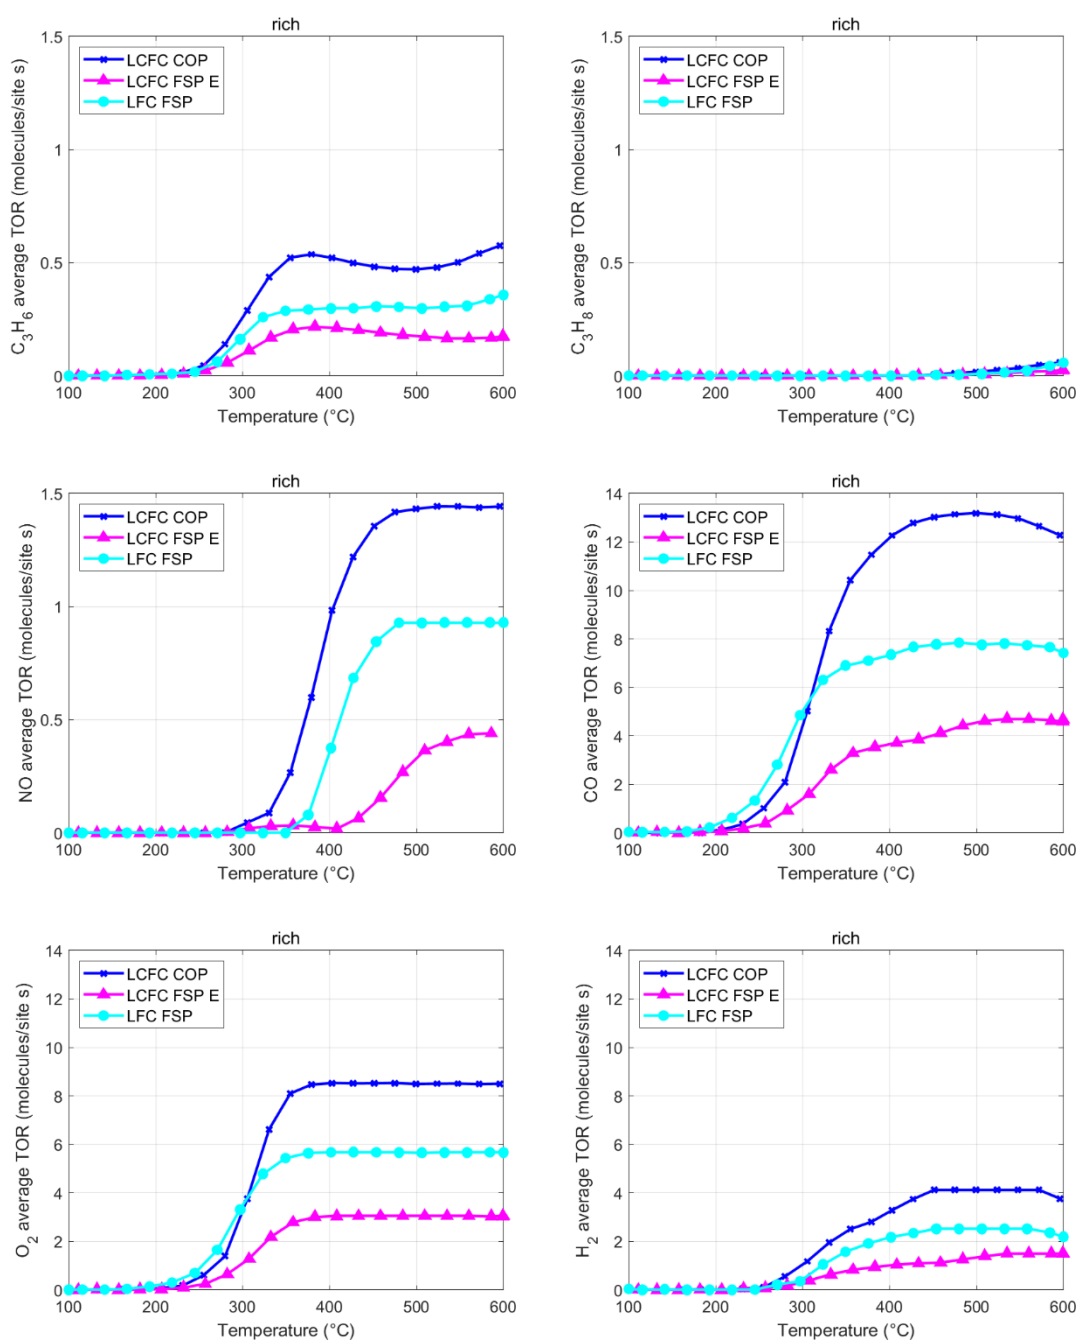 rich
C3H6 average TOR (molecules/site s)
1.5
1
0.5
0
LCFC COP
LCFC FSP E
LFC FSP
100 200 300 400 500 600
Temperature (°C)
rich
C3H8 average TOR (molecules/site s)
1.5
1
0.5
0
LCFC COP
LCFC FSP E
LFC FSP
100 200 300 400 500 600
Temperature (°C)
rich
NO average TOR (molecules/site s)
1.5
1
0.5
0
LCFC COP
LCFC FSP E
LFC FSP
100 200 300 400 500 600
Temperature (°C)
rich
CO average TOR (molecules/site s)
14
12
10
8
6
4
2
0
LCFC COP
LCFC FSP E
LFC FSP
100 200 300 400 500 600
Temperature (°C)
rich
O2 average TOR (molecules/site s)
14
12
10
8
6
4
2
0
LCFC COP
LCFC FSP E
LFC FSP
100 200 300 400 500 600
Temperature (°C)
rich
H2 average TOR (molecules/site s)
14
12
10
8
6
4
2
0
LCFC COP
LCFC FSP E
LFC FSP
100 200 300 400 500 600
Temperature (°C)